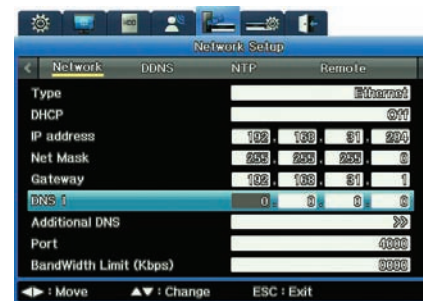 HDD
Network Setup
< Network DDNS NTP Remote
Type Ethernet
DHCP Off
IP address 192 . 168 . 31 . 234
Net Mask 255 . 255 . 255 . 0
Gateway 192 . 168 . 31 . 1
DNS 1 0 . 0 . 0 . 0
Additional DNS >>
Port 4000
BandWidth Limit (Kbps)
◀▶ : Move ▲▼ : Change ESC : Exit